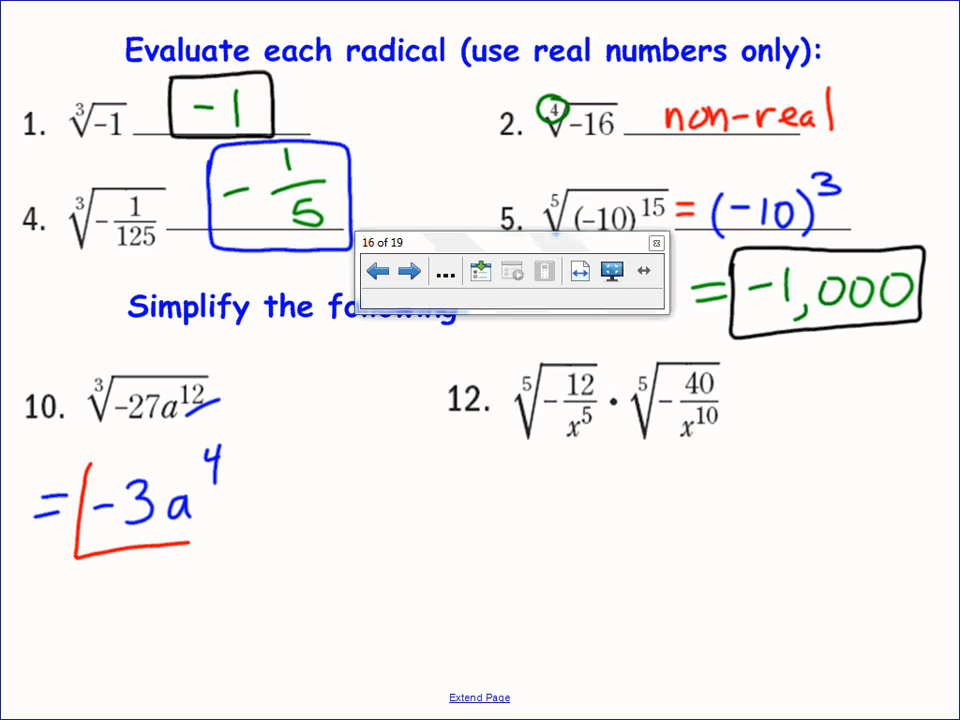 Evaluate each radical (use real numbers only):
1. ∛-1 -1
2. ∜-16 non-real
4. ∛-1/125 -1/5
5. ⁵√(-10)¹⁵ = (-10)³
= -1,000
16 of 19
...
Simplify the following
10. ∛-27a¹²
12. ⁵√-12/x⁵ • ⁵√-40/x¹⁰
= -3a⁴
Extend Page